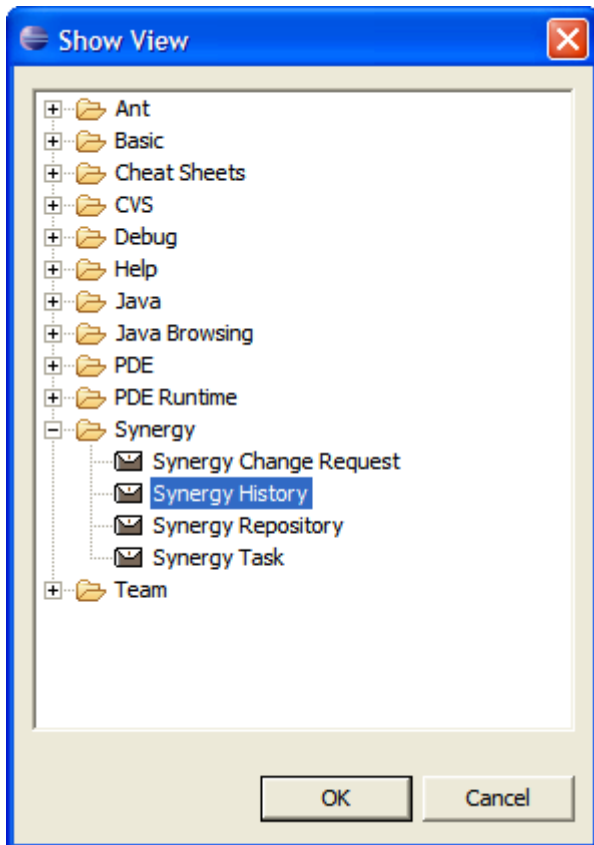 Show View
Ant
Basic
Cheat Sheets
CVS
Debug
Help
Java
Java Browsing
PDE
PDE Runtime
Synergy
Synergy Change Request
Synergy History
Synergy Repository
Synergy Task
Team
OK Cancel